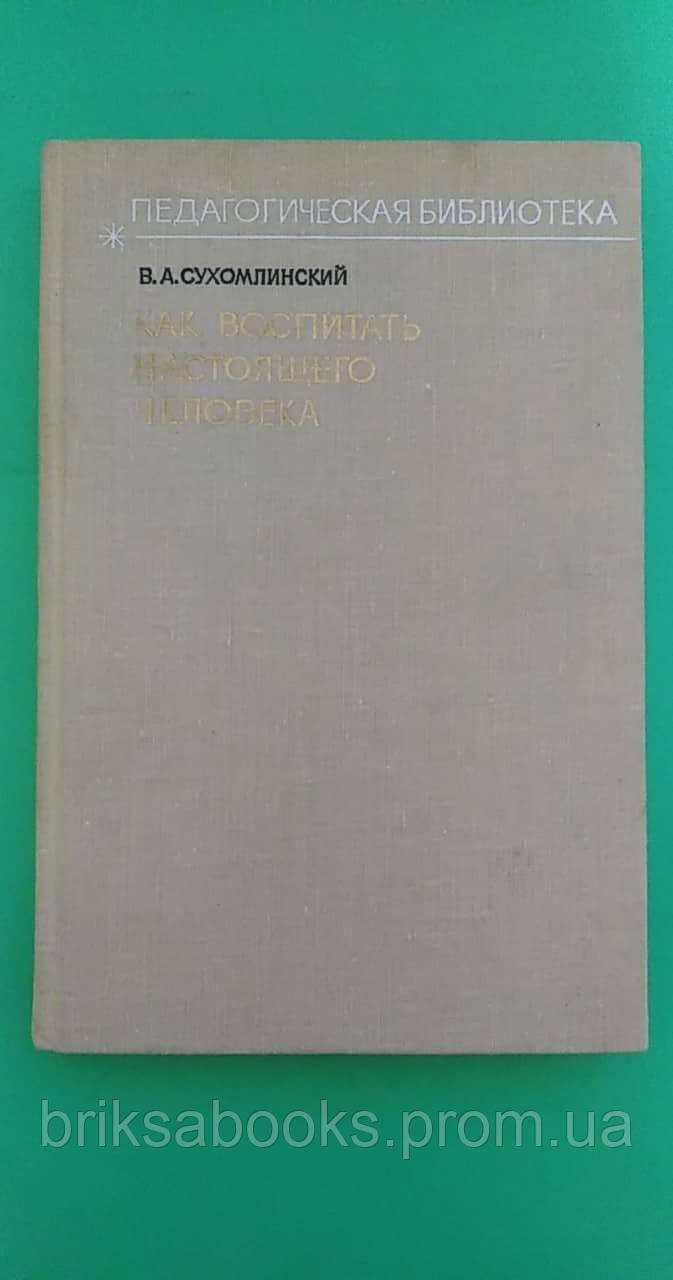 ПЕДАГОГИЧЕСКАЯ БИБЛИОТЕКА
В.А.СУХОМЛИНСКИЙ
КАК ВОСПИТАТЬ
НАСТОЯЩЕГО
ЧЕЛОВЕКА
briksabooks.prom.ua